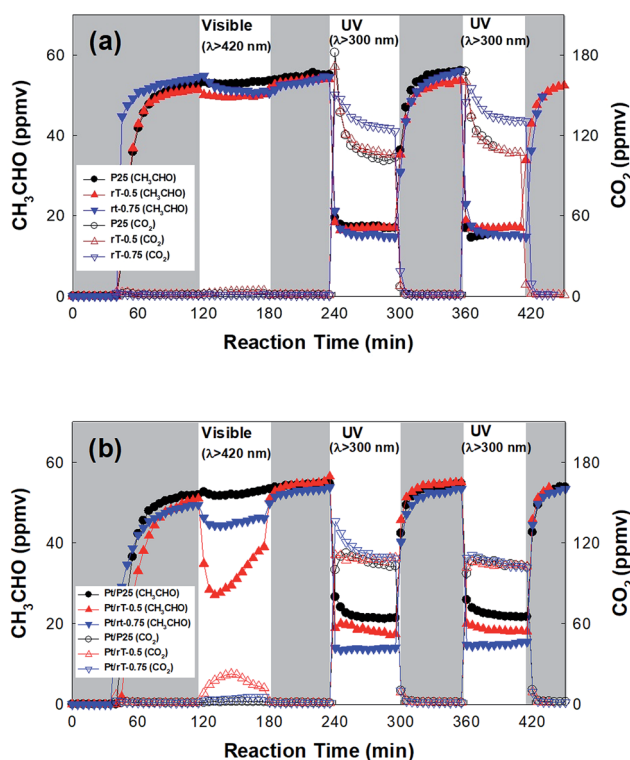 (a)
Visible
(λ>420 nm)
UV
(λ>300 nm)
UV
(λ>300 nm)
CH3CHO (ppmv)
60
40
20
0
P25 (CH3CHO)
rT-0.5 (CH3CHO)
rt-0.75 (CH3CHO)
P25 (CO2)
rT-0.5 (CO2)
rT-0.75 (CO2)
180
120
60
0
CO2 (ppmv)
0 60 120 180 240 300 360 420
Reaction Time (min)
(b)
Visible
(λ>420 nm)
UV
(λ>300 nm)
UV
(λ>300 nm)
CH3CHO (ppmv)
60
40
20
0
Pt/P25 (CH3CHO)
Pt/rT-0.5 (CH3CHO)
Pt/rt-0.75 (CH3CHO)
Pt/P25 (CO2)
Pt/rT-0.5 (CO2)
Pt/rT-0.75 (CO2)
180
120
60
0
CO2 (ppmv)
0 60 120 180 240 300 360 420
Reaction Time (min)